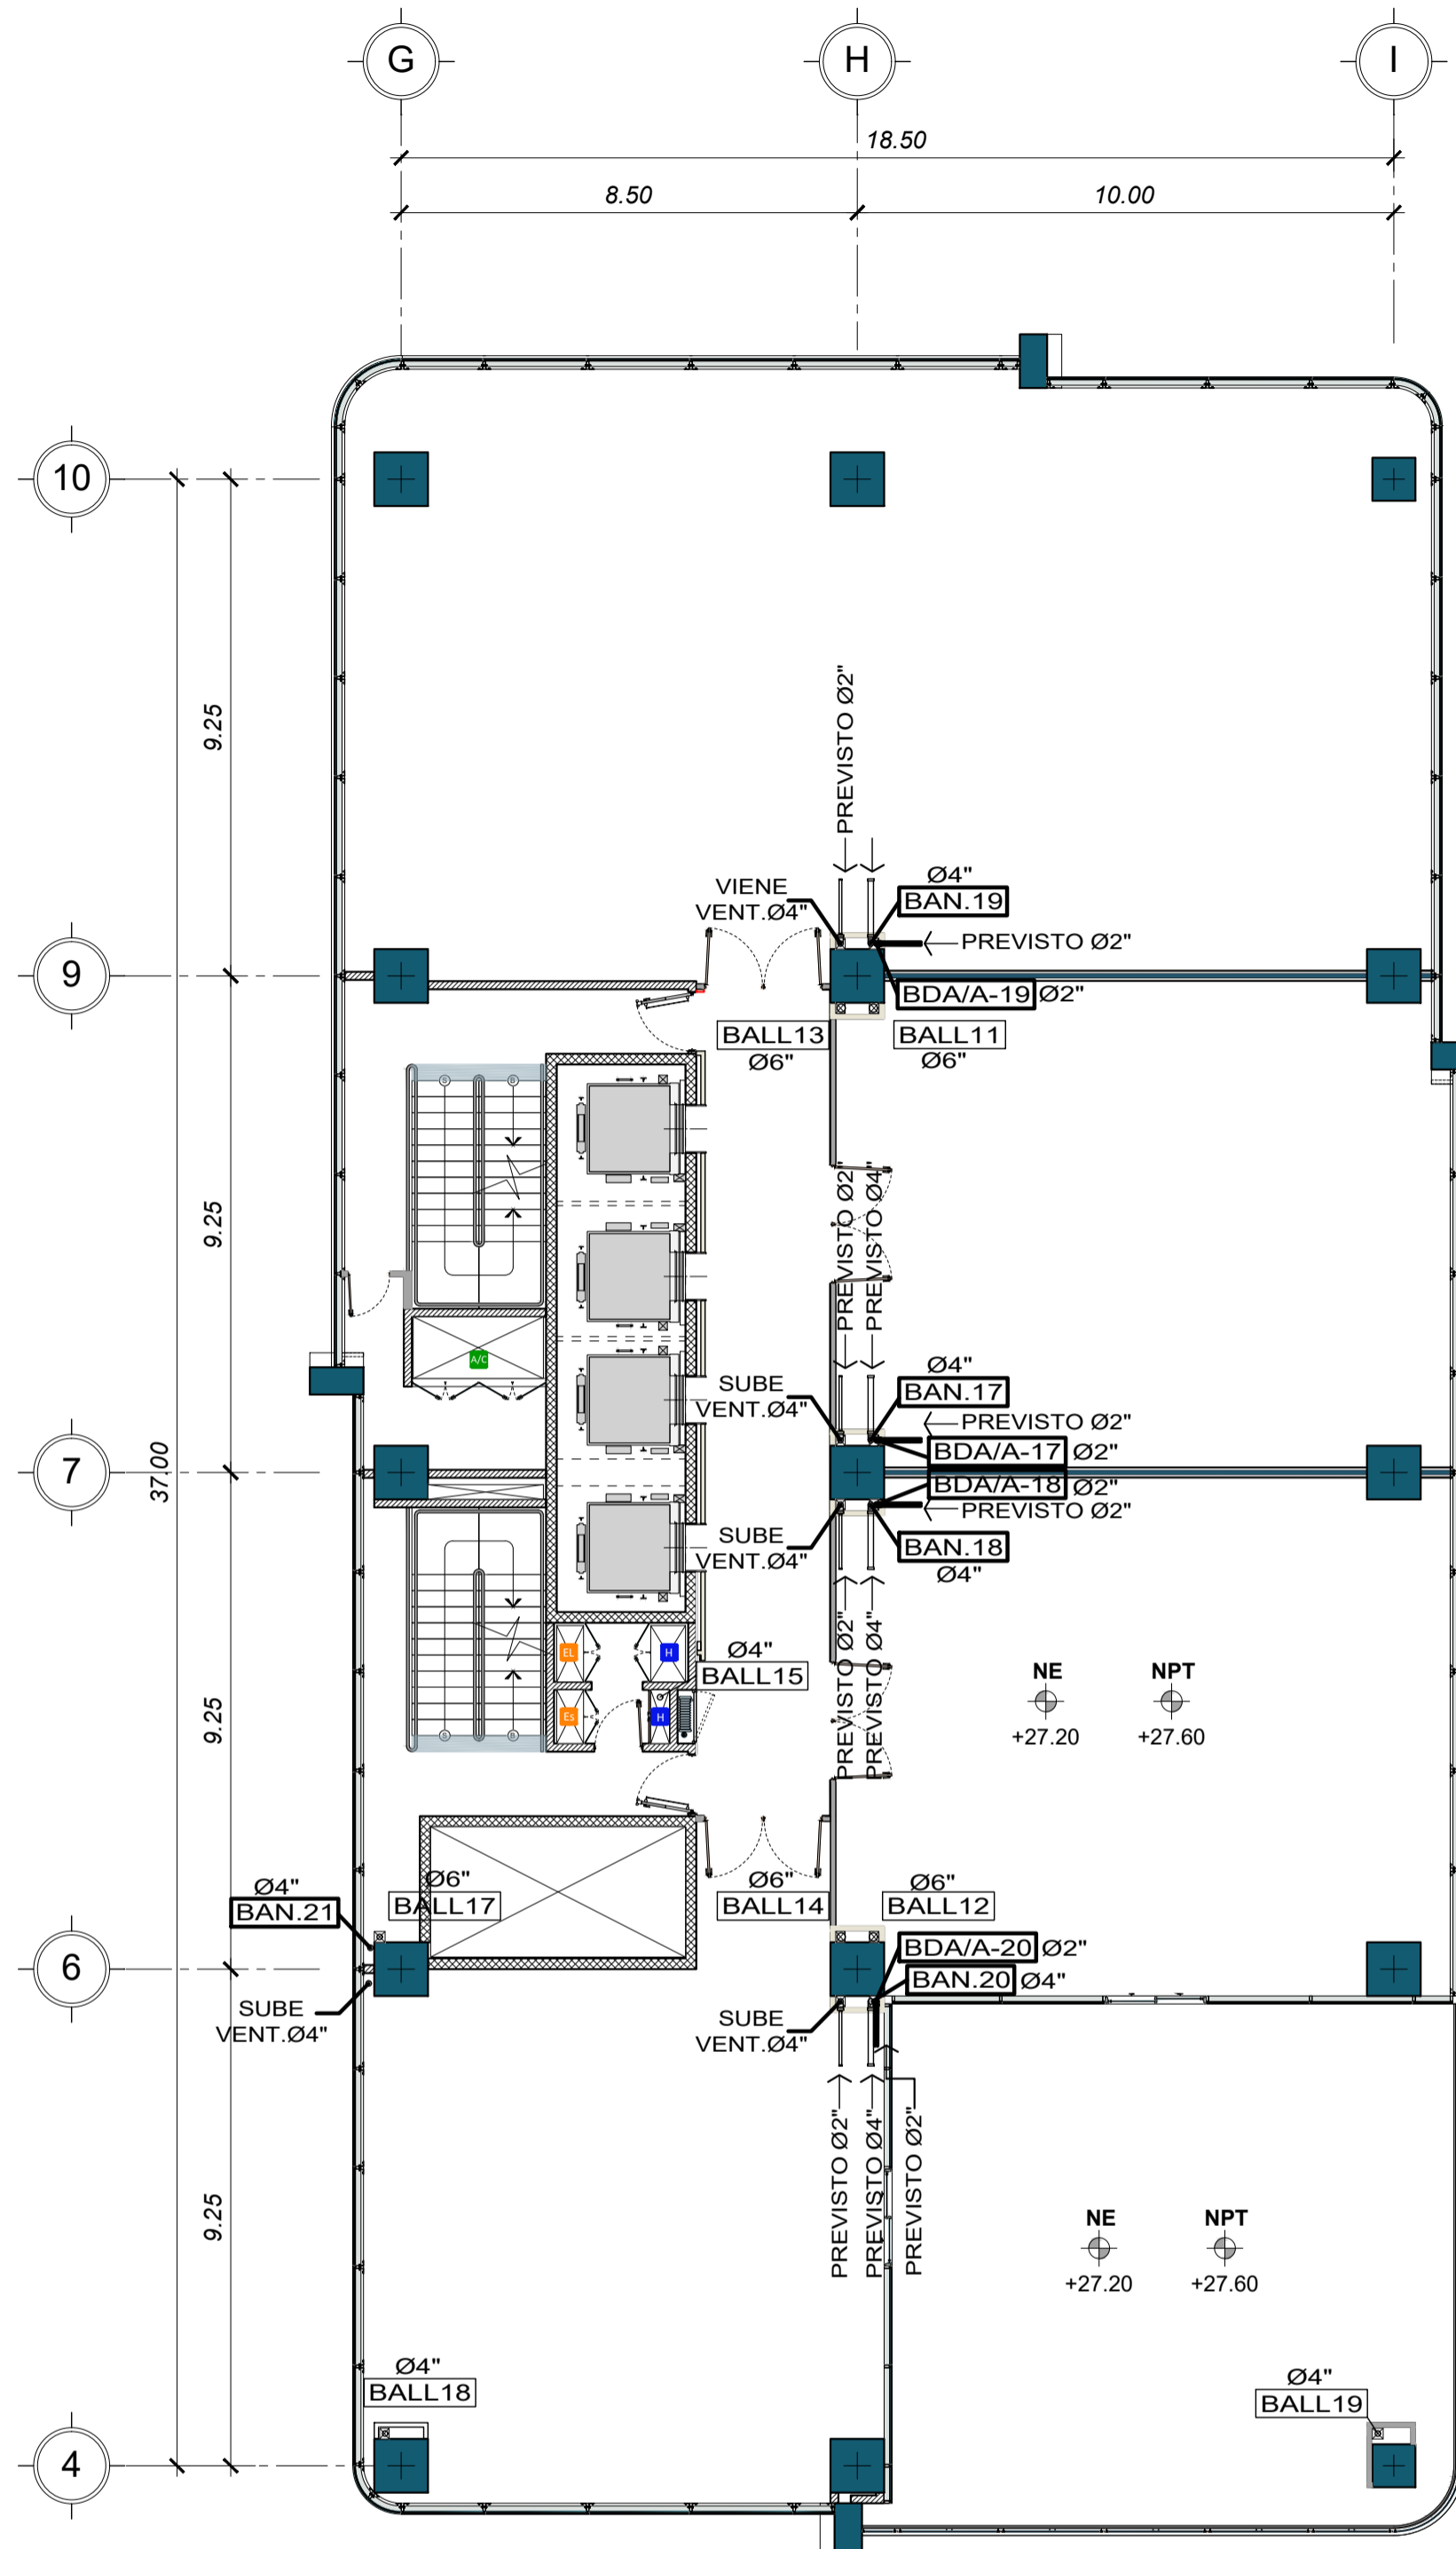 G
H
I
18.50
8.50
10.00
10
9.25
PREVISTO Ø2"
Ø4"
VIENE
VENT.Ø4"
BAN.19
PREVISTO Ø2"
9
BDA/A-19 Ø2"
BALL13
Ø6"
BALL11
Ø6"
S
B
9.25
PREVISTO Ø2"
PREVISTO Ø4"
A/C
Ø4"
SUBE
VENT.Ø4"
BAN.17
PREVISTO Ø2"
BDA/A-17 Ø2"
7
37.00
BDA/A-18 Ø2"
PREVISTO Ø2"
SUBE
VENT.Ø4"
BAN.18
Ø4"
PREVISTO Ø2"
PREVISTO Ø4"
EL
H
Ø4"
BALL15
Es
H
S
B
NE
NPT
+27.20
+27.60
9.25
Ø4"
BAN.21
Ø6"
BALL17
Ø6"
BALL14
Ø6"
BALL12
BDA/A-20 Ø2"
6
BAN.20 Ø4"
SUBE
VENT.Ø4"
SUBE
VENT.Ø4"
PREVISTO Ø2"
PREVISTO Ø4"
PREVISTO Ø2"
9.25
NE
NPT
+27.20
+27.60
Ø4"
BALL18
Ø4"
BALL19
4